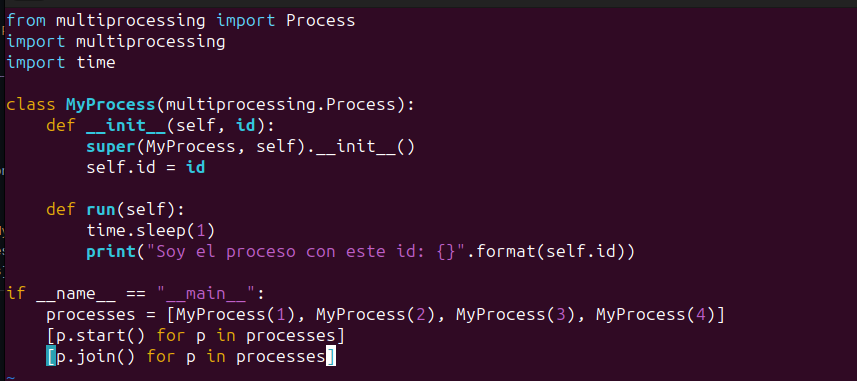 from multiprocessing import Process
import multiprocessing
import time
class MyProcess(multiprocessing.Process):
    def __init__(self, id):
        super(MyProcess, self).__init__()
        self.id = id
    def run(self):
        time.sleep(1)
        print("Soy el proceso con este id: {}".format(self.id))
if __name__ == "__main__":
    processes = [MyProcess(1), MyProcess(2), MyProcess(3), MyProcess(4)]
    [p.start() for p in processes]
    [p.join() for p in processes]
~